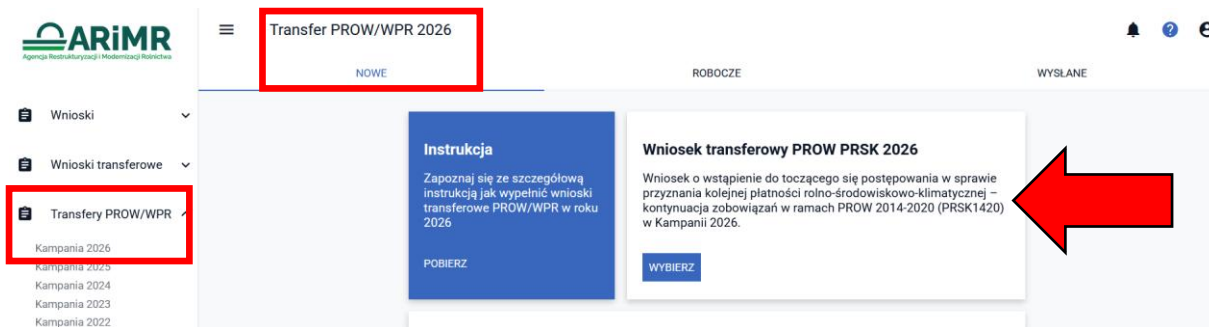 ARiMR
Agencja Restrukturyzacji i Modernizacji Rolnictwa
Transfer PROW/WPR 2026
NOWE
ROBOCZE
WYSŁANE
Wnioski
Wnioski transferowe
Transfery PROW/WPR
Kampania 2026
Kampania 2025
Kampania 2024
Kampania 2023
Kampania 2022
Instrukcja
Zapoznaj się ze szczegółową
instrukcją jak wypełnić wnioski
transferowe PROW/WPR w roku
2026
POBIERZ
Wniosek transferowy PROW PRSK 2026
Wniosek o wstąpienie do toczącego się postępowania w sprawie
przyznania kolejnej płatności rolno-środowiskowo-klimatycznej –
kontynuacja zobowiązań w ramach PROW 2014-2020 (PRSK1420)
w Kampanii 2026.
WYBIERZ